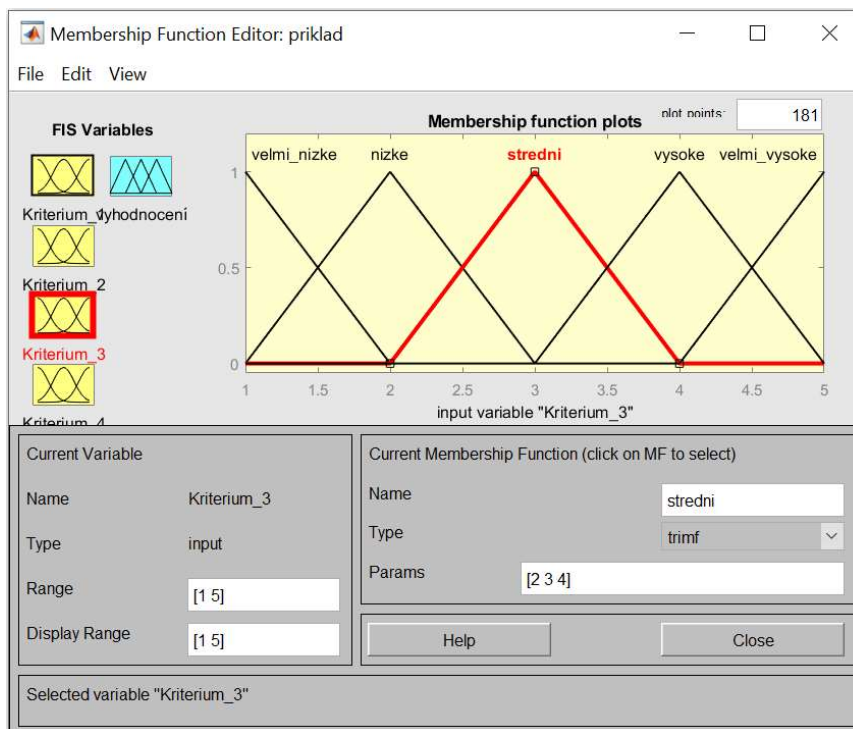 Membership Function Editor: priklad
File Edit View
FIS Variables
Kriterium_1
vyhodnocení
Kriterium_2
Kriterium_3
Kriterium_4
Membership function plots
plot points:
181
velmi_nizke
nizke
stredni
vysoke
velmi_vysoke
1
0.5
0
1 1.5 2 2.5 3 3.5 4 4.5 5
input variable "Kriterium_3"
Current Variable
Name Kriterium_3
Type input
Range [1 5]
Display Range [1 5]
Current Membership Function (click on MF to select)
Name stredni
Type trimf
Params [2 3 4]
Help Close
Selected variable "Kriterium_3"